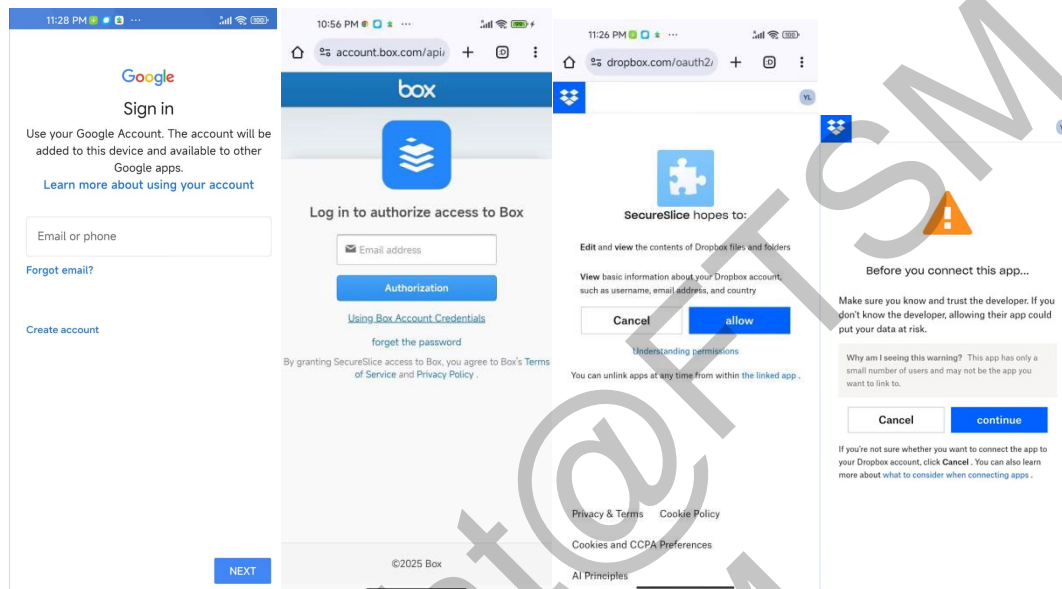 11:28 PM
Google
Sign in
Use your Google Account. The account will be
added to this device and available to other
Google apps.
Learn more about using your account
Email or phone
Forgot email?
Create account
NEXT
10:56 PM
account.box.com/api/
box
Log in to authorize access to Box
Email address
Authorization
Using Box Account Credentials
forget the password
By granting SecureSlice access to Box, you agree to Box's Terms
of Service and Privacy Policy .
©2025 Box
11:26 PM
dropbox.com/oauth2/
YL
SecureSlice hopes to:
Edit and view the contents of Dropbox files and folders
View basic information about your Dropbox account,
such as username, email address, and country
Cancel
allow
Understanding permissions
You can unlink apps at any time from within the linked app .
Privacy & Terms Cookie Policy
Cookies and CCPA Preferences
AI Principles
Before you connect this app...
Make sure you know and trust the developer. If you
don't know the developer, allowing their app could
put your data at risk.
Why am I seeing this warning? This app has only a
small number of users and may not be the app you
want to link to.
Cancel
continue
If you're not sure whether you want to connect the app to
your Dropbox account, click Cancel . You can also learn
more about what to consider when connecting apps .
@FTSM